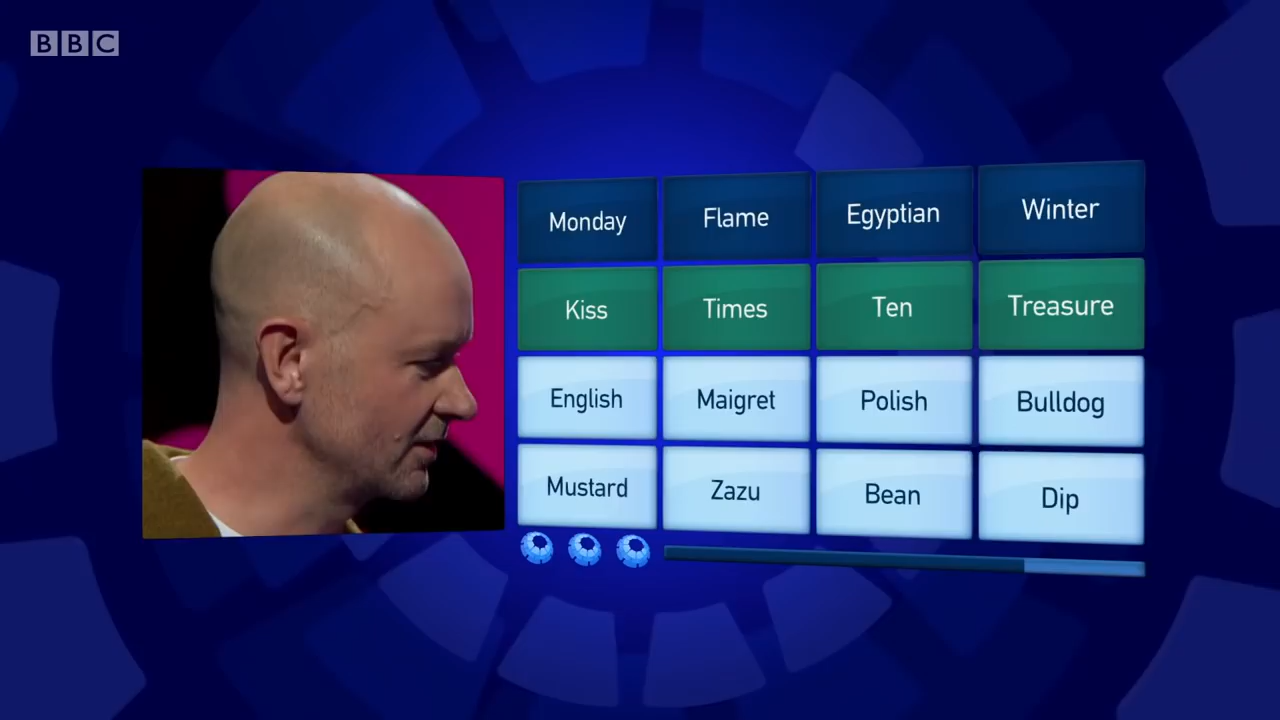 BBC
Monday Flame Egyptian Winter
Kiss Times Ten Treasure
English Maigret Polish Bulldog
Mustard Zazu Bean Dip